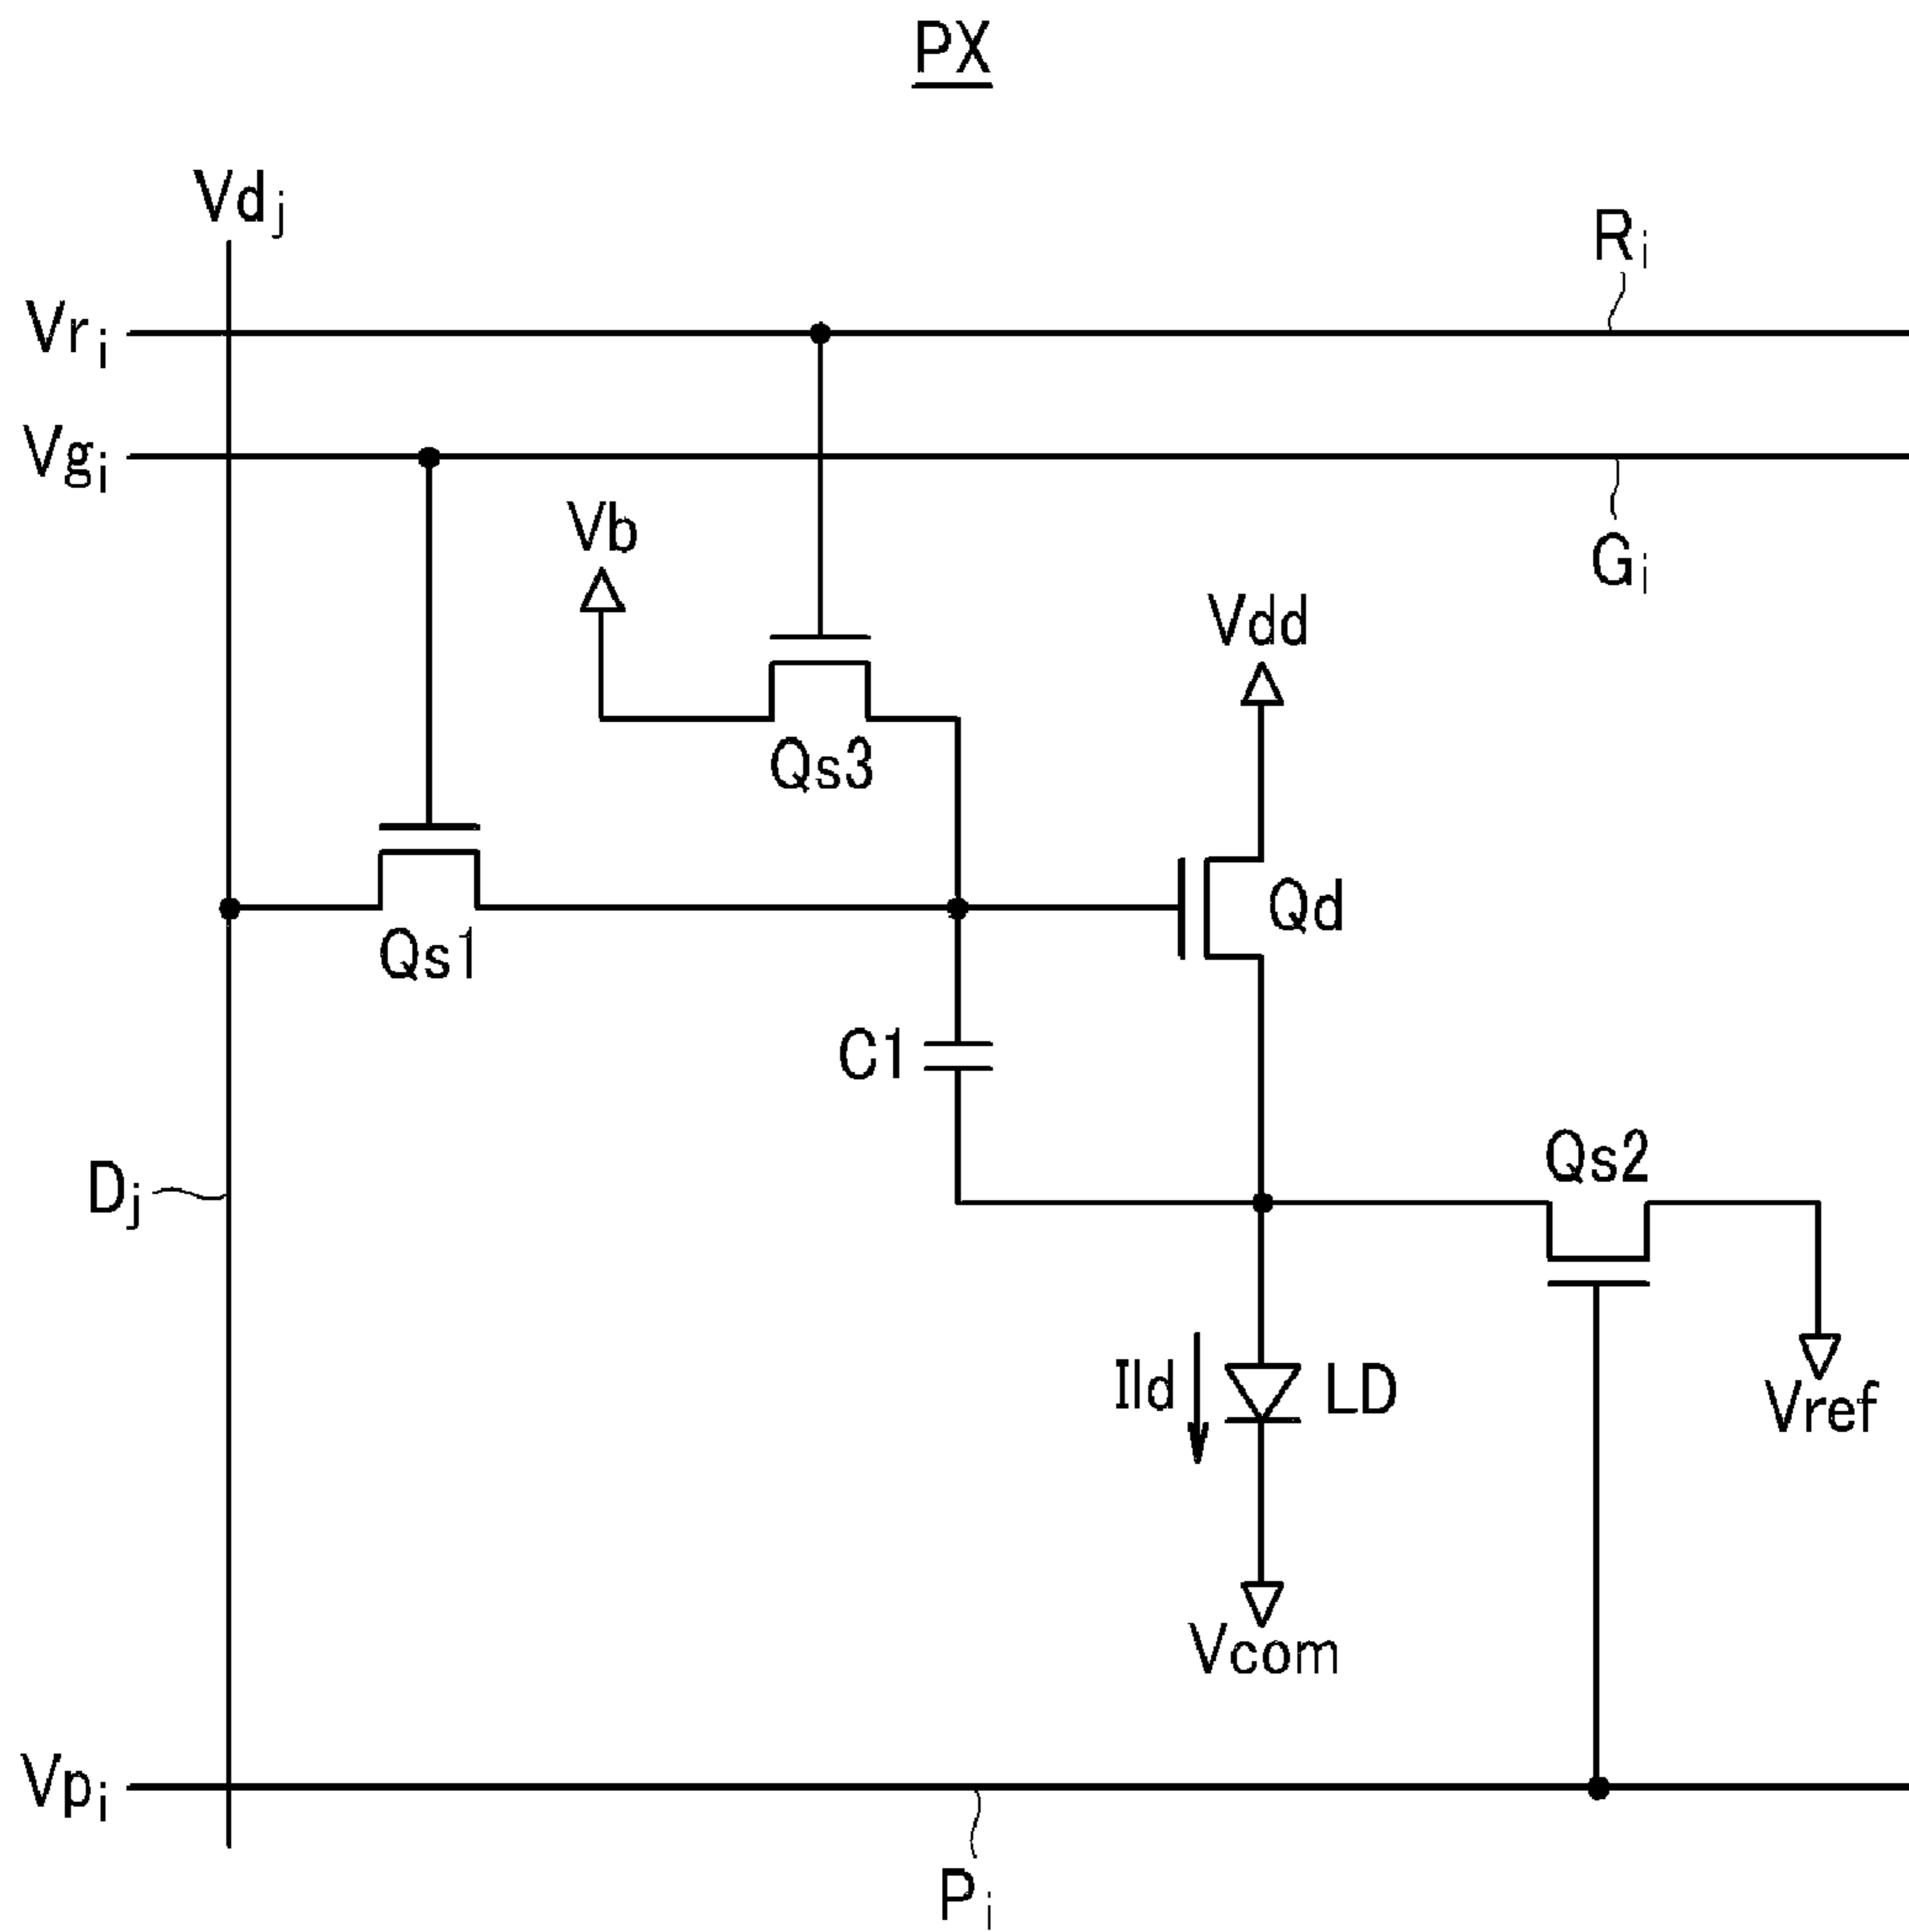 PX
Vdj
Ri
Vri
Vgi
Gi
Vb
Vdd
Qs3
Qd
Qs1
C1
Qs2
Dj
Ild
LD
Vref
Vcom
Vpi
Pi